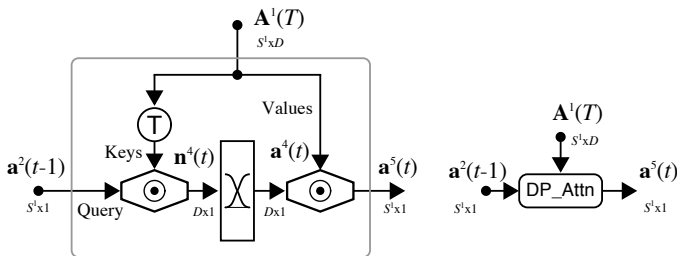 A¹(T)
S¹xD
T
Values
Keys
n⁴(t)
a⁴(t)
a²(t-1)
a⁵(t)
Query
S¹x1
Dx1
Dx1
S¹x1
A¹(T)
S¹xD
a²(t-1)
a⁵(t)
DP_Attn
S¹x1
S¹x1